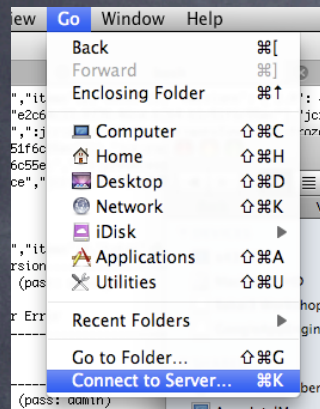 iew Go Window Help
Back ⌘[
Forward ⌘]
Enclosing Folder ⌘↑
Computer ⇧⌘C
Home ⇧⌘H
Desktop ⇧⌘D
Network ⇧⌘K
iDisk
Applications ⇧⌘A
Utilities ⇧⌘U
Recent Folders
Go to Folder... ⇧⌘G
Connect to Server... ⌘K
(pass: admin)